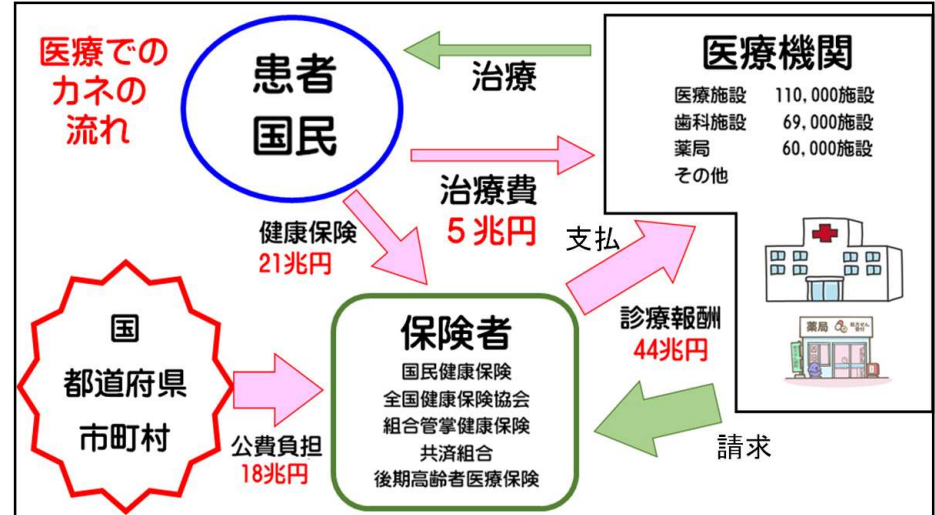 医療での
カネの
流れ
患者
国民
治療
医療機関
医療施設 110,000施設
歯科施設 69,000施設
薬局 60,000施設
その他
治療費
5兆円
健康保険
21兆円
支払
診療報酬
44兆円
薬局
国
都道府県
市町村
公費負担
18兆円
保険者
国民健康保険
全国健康保険協会
組合管掌健康保険
共済組合
後期高齢者医療保険
請求